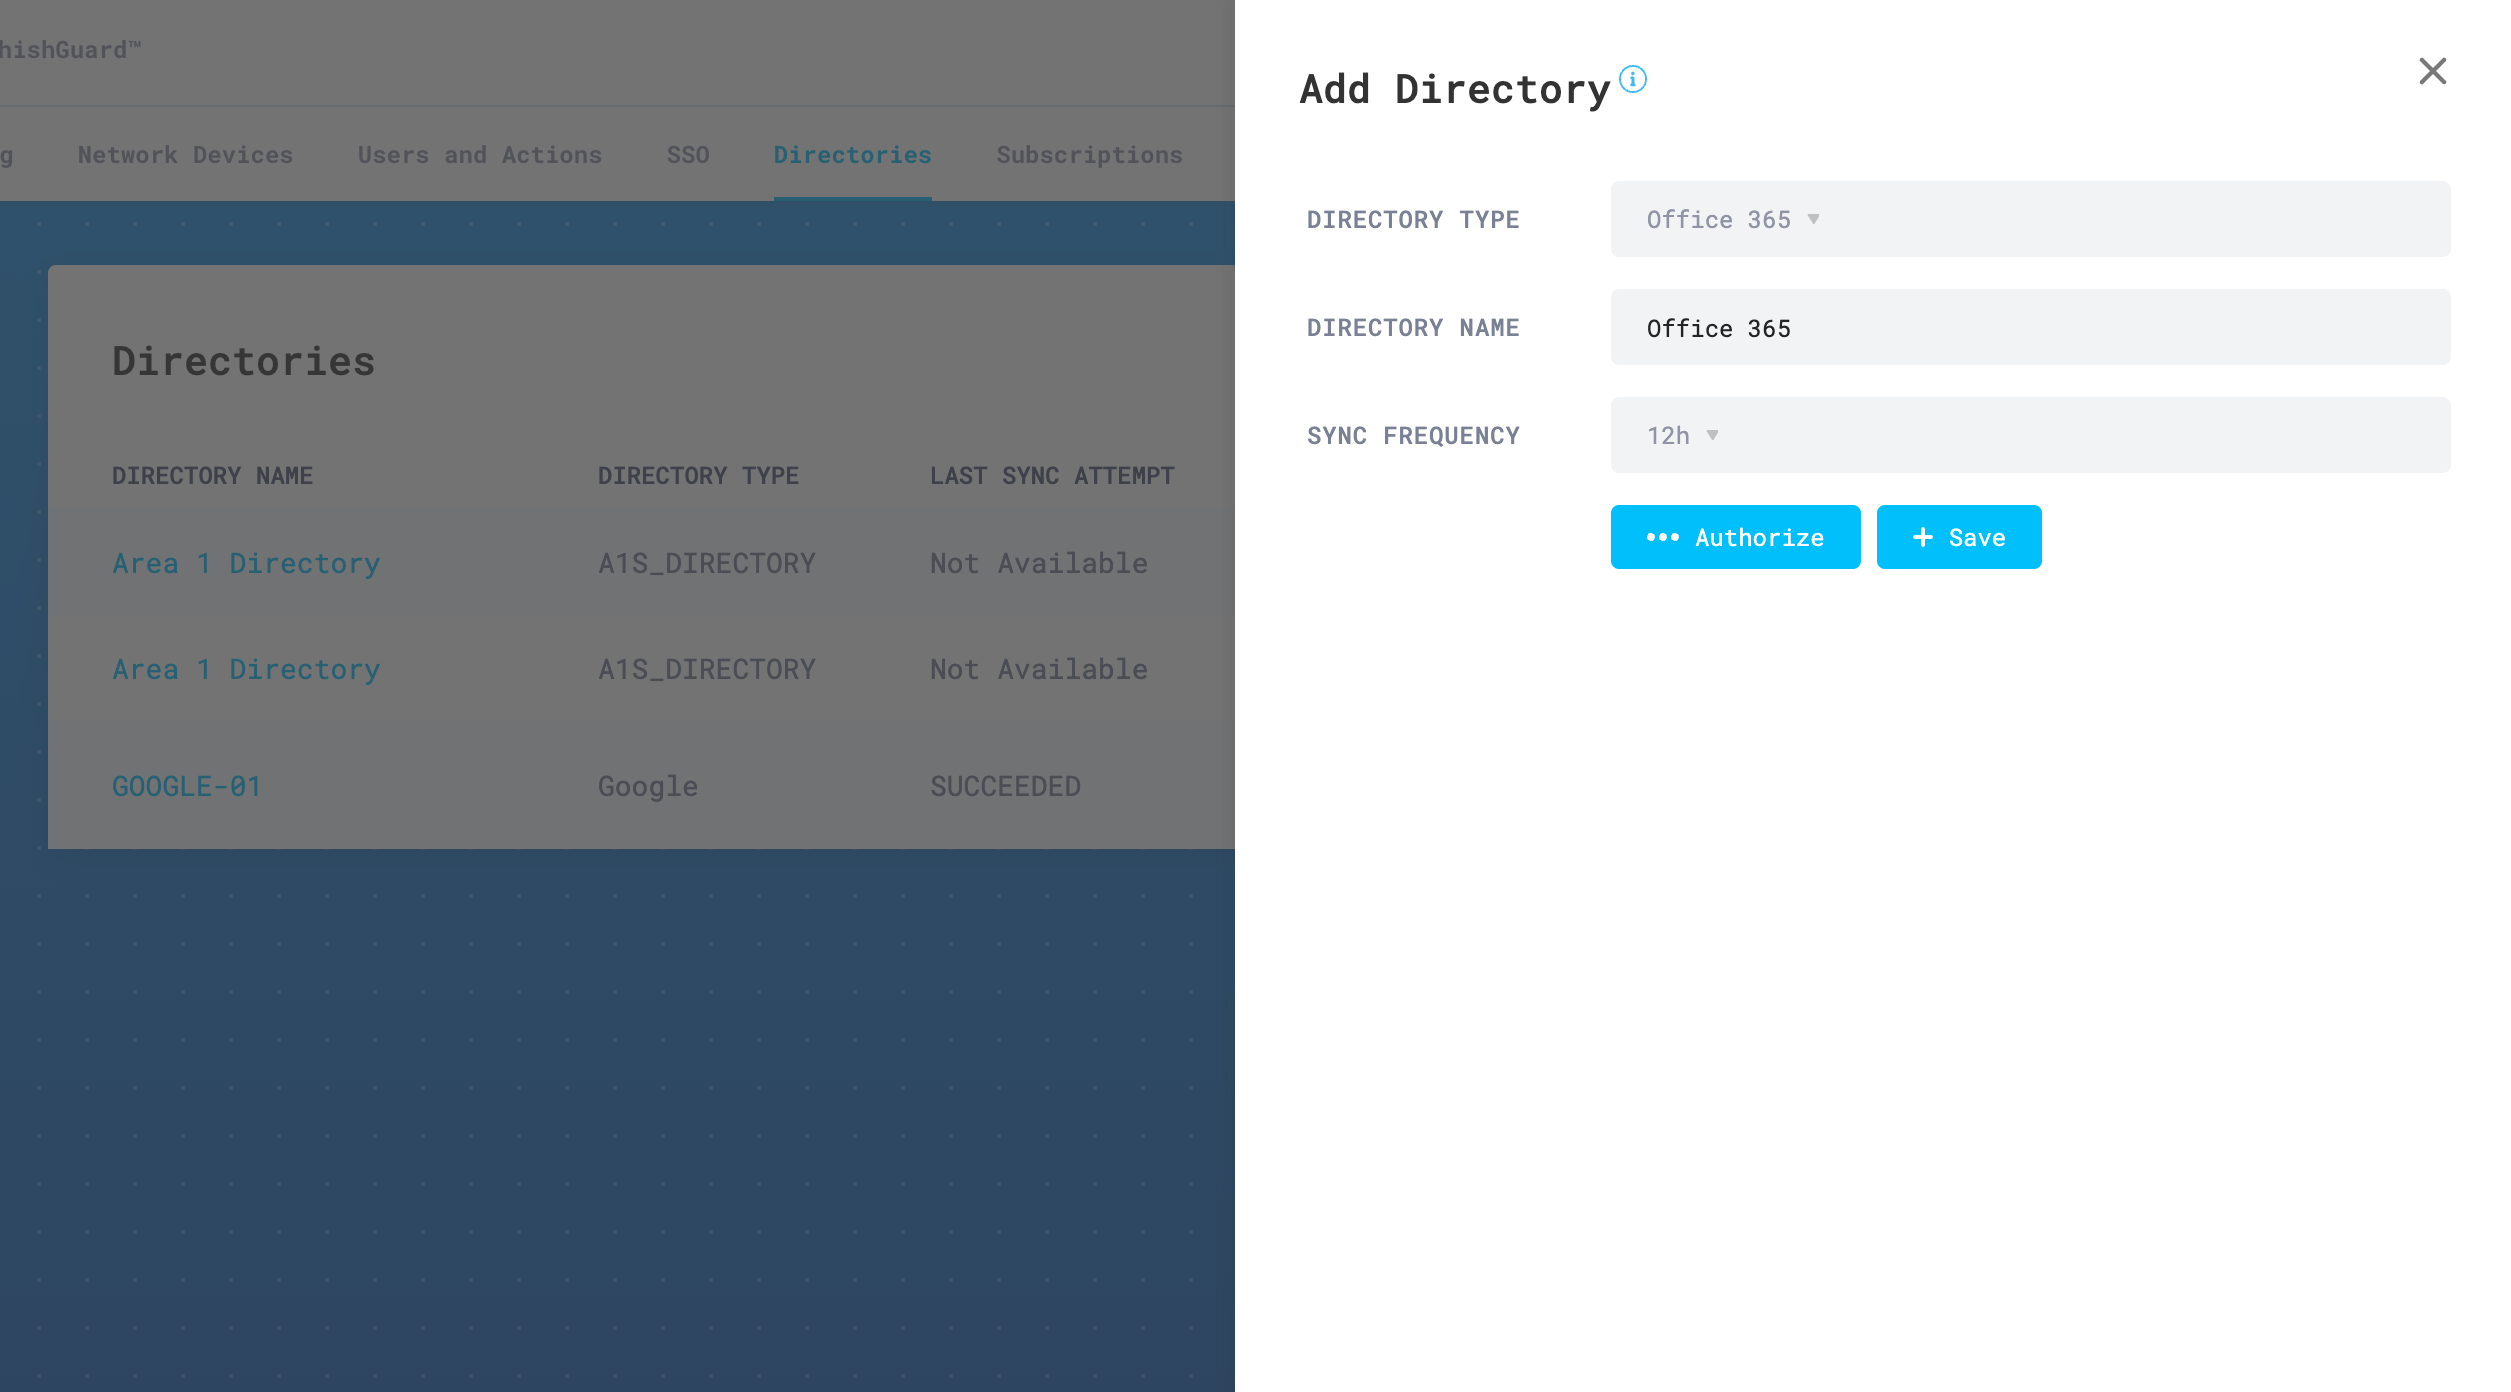 hishGuard™
g Network Devices Users and Actions SSO Directories Subscriptions
Directories
DIRECTORY NAME DIRECTORY TYPE LAST SYNC ATTEMPT
Area 1 Directory A1S_DIRECTORY Not Available
Area 1 Directory A1S_DIRECTORY Not Available
GOOGLE-01 Google SUCCEEDED
Add Directory
DIRECTORY TYPE Office 365
DIRECTORY NAME Office 365
SYNC FREQUENCY 12h
Authorize Save